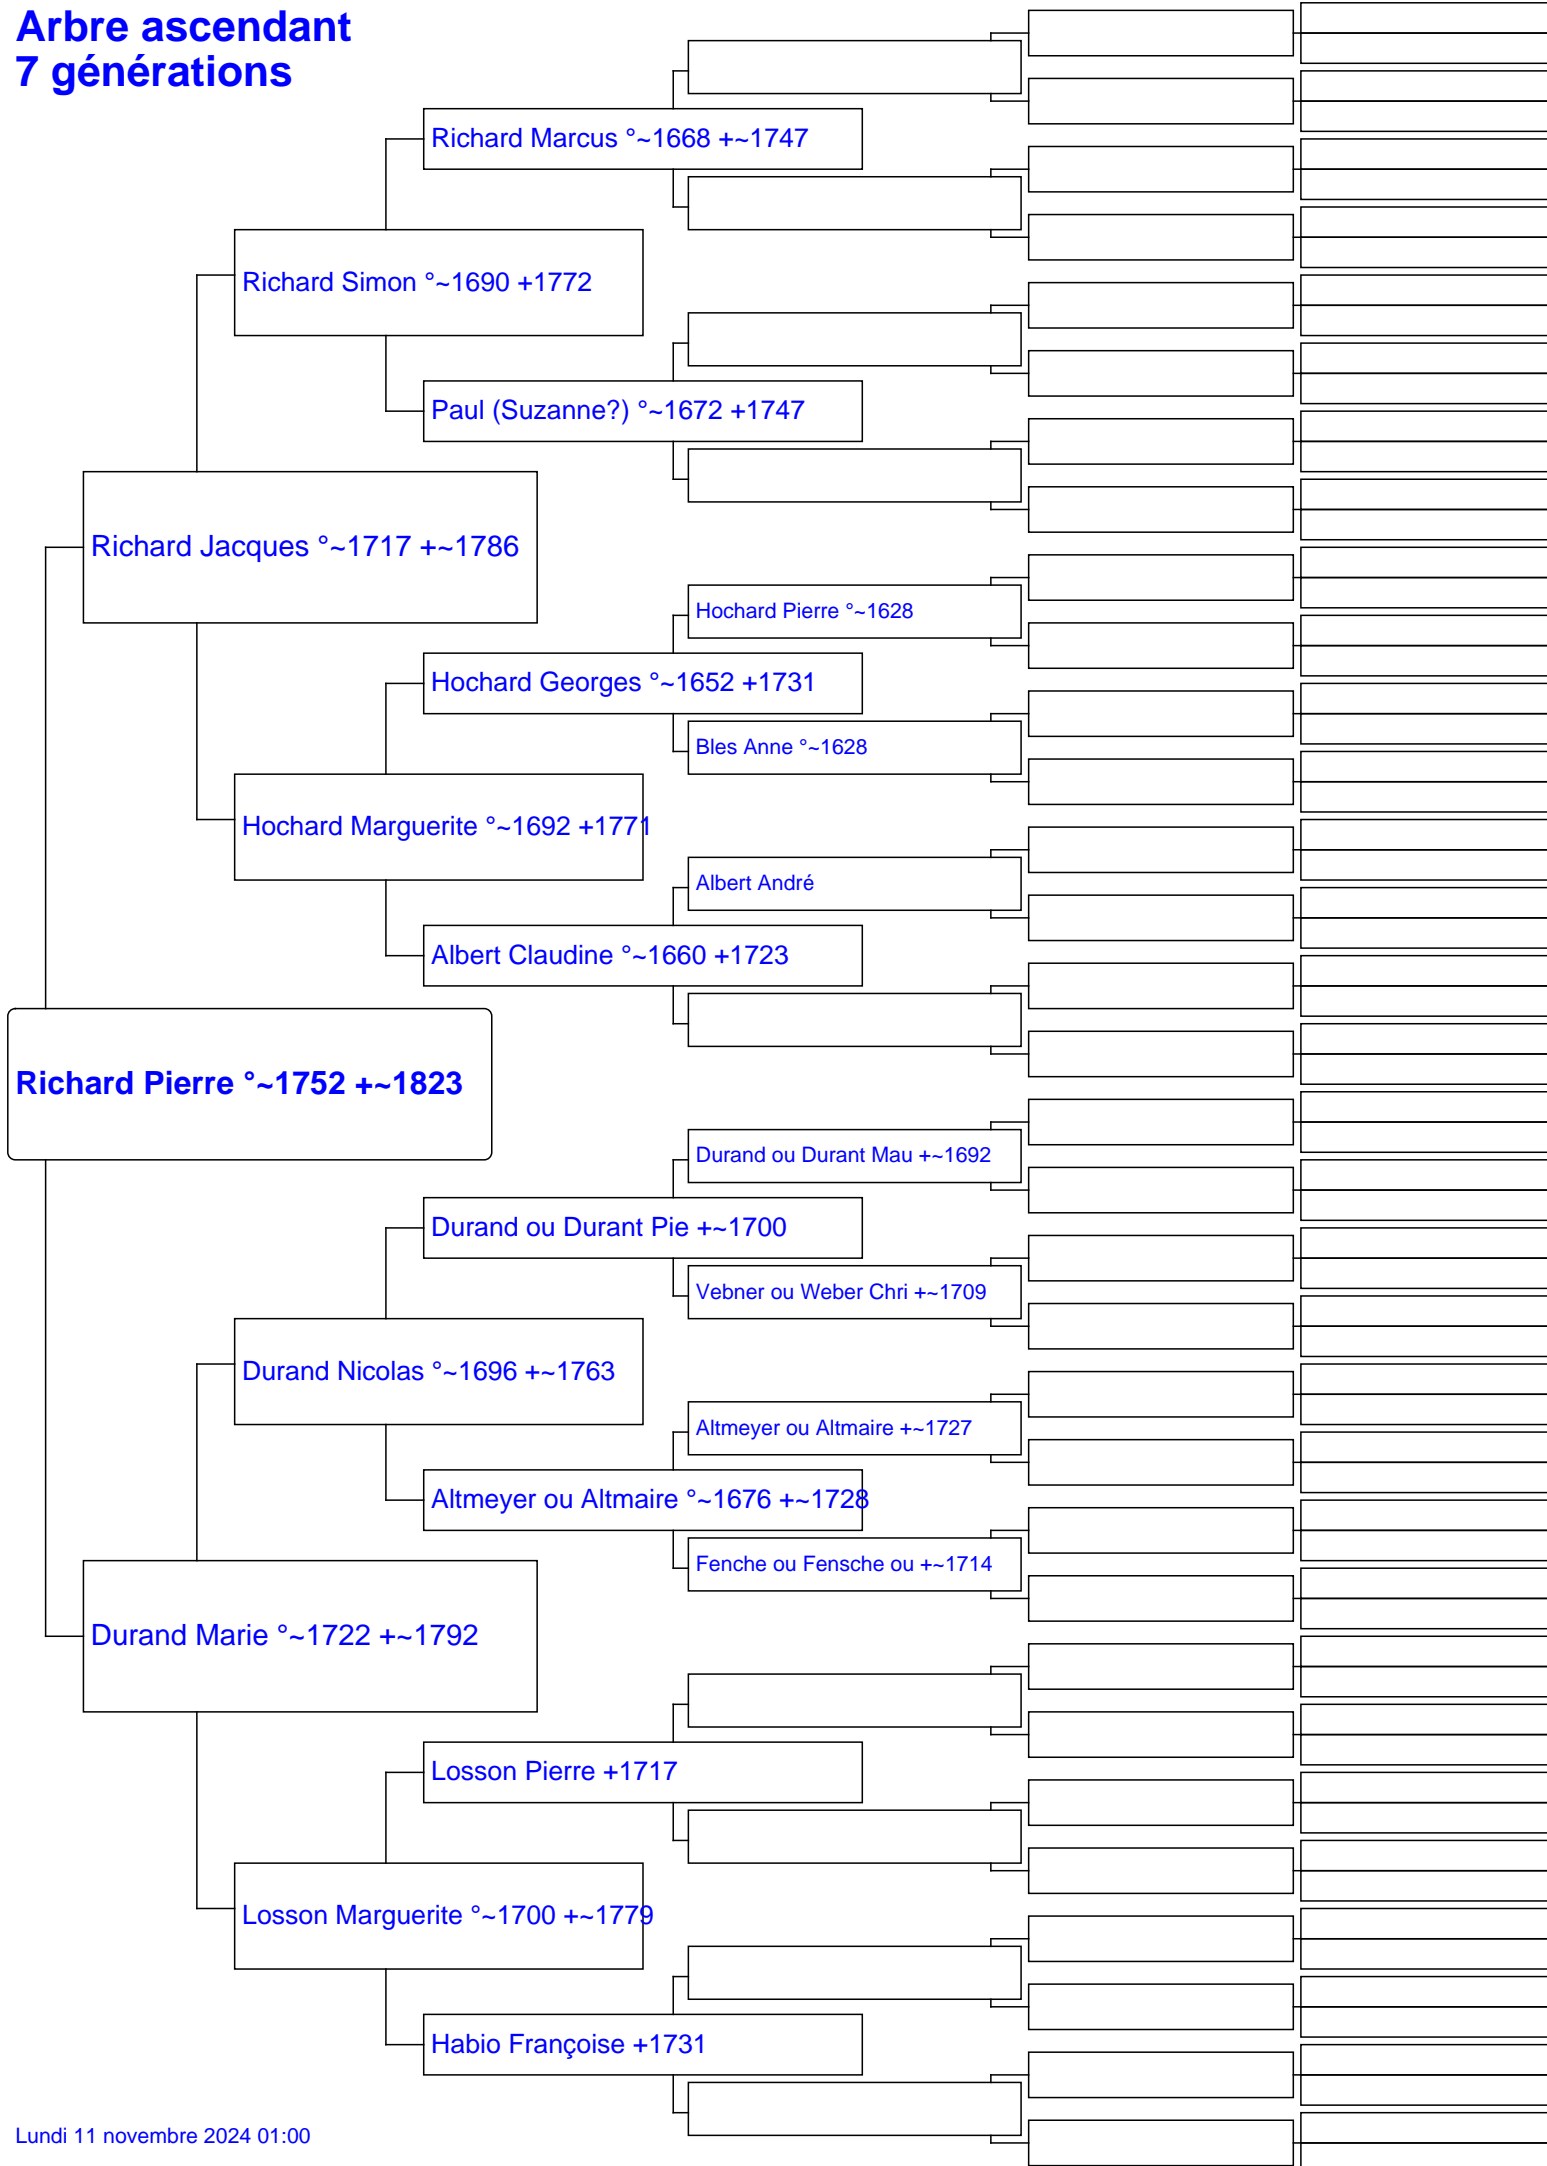 Arbre ascendant
7 générations
Richard Marcus °~1668 +~1747
Richard Simon °~1690 +1772
Paul (Suzanne?) °~1672 +1747
Richard Jacques °~1717 +~1786
Hochard Pierre °~1628
Hochard Georges °~1652 +1731
Bles Anne °~1628
Hochard Marguerite °~1692 +1771
Albert André
Albert Claudine °~1660 +1723
Richard Pierre °~1752 +~1823
Durand ou Durant Mau +~1692
Durand ou Durant Pie +~1700
Vebner ou Weber Chri +~1709
Durand Nicolas °~1696 +~1763
Altmeyer ou Altmaire +~1727
Altmeyer ou Altmaire °~1676 +~1728
Fenche ou Fensche ou +~1714
Durand Marie °~1722 +~1792
Losson Pierre +1717
Losson Marguerite °~1700 +~1779
Habio Françoise +1731
Lundi 11 novembre 2024 01:00